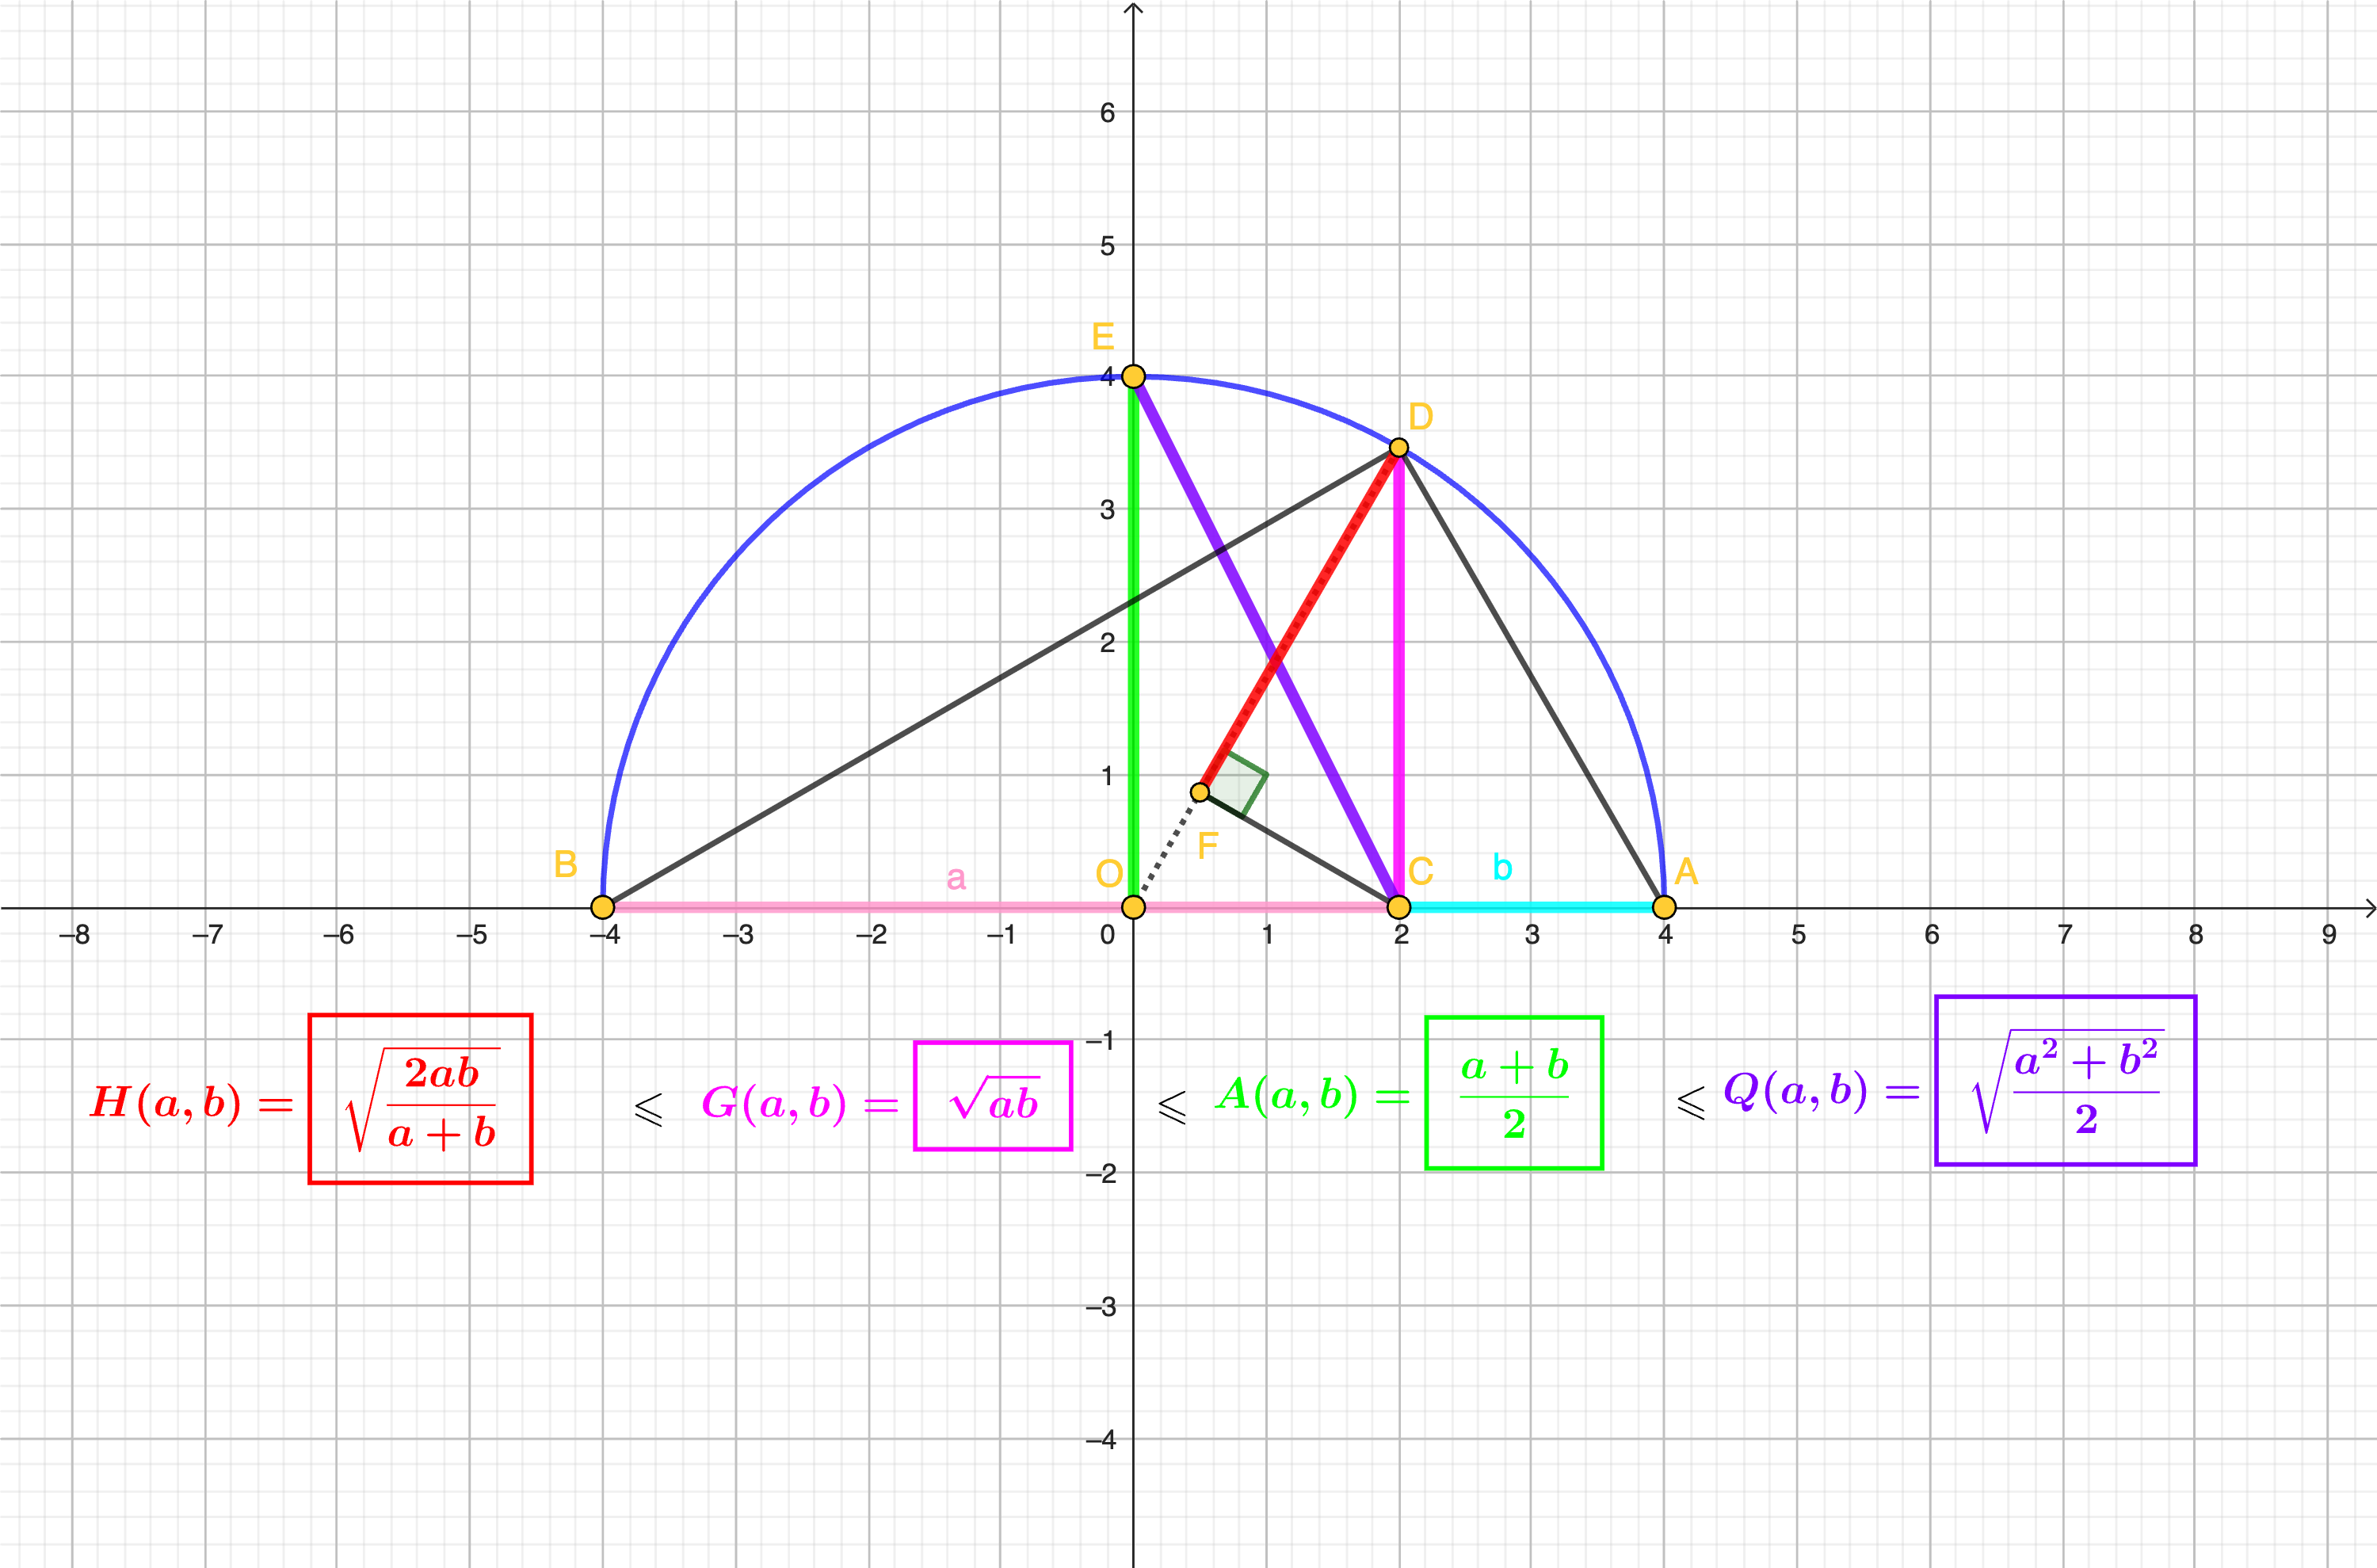 6
5
E
4
D
3
2
1
F
B
a
O
C
b
A
−8 −7 −6 −5 −4 −3 −2 −1 0 1 2 3 4 5 6 7 8 9
−1
H(a, b) = √(2ab/(a + b)) ⩽ G(a, b) = √(ab) ⩽ A(a, b) = (a + b)/2 ⩽ Q(a, b) = √((a² + b²)/2)
−2
−3
−4